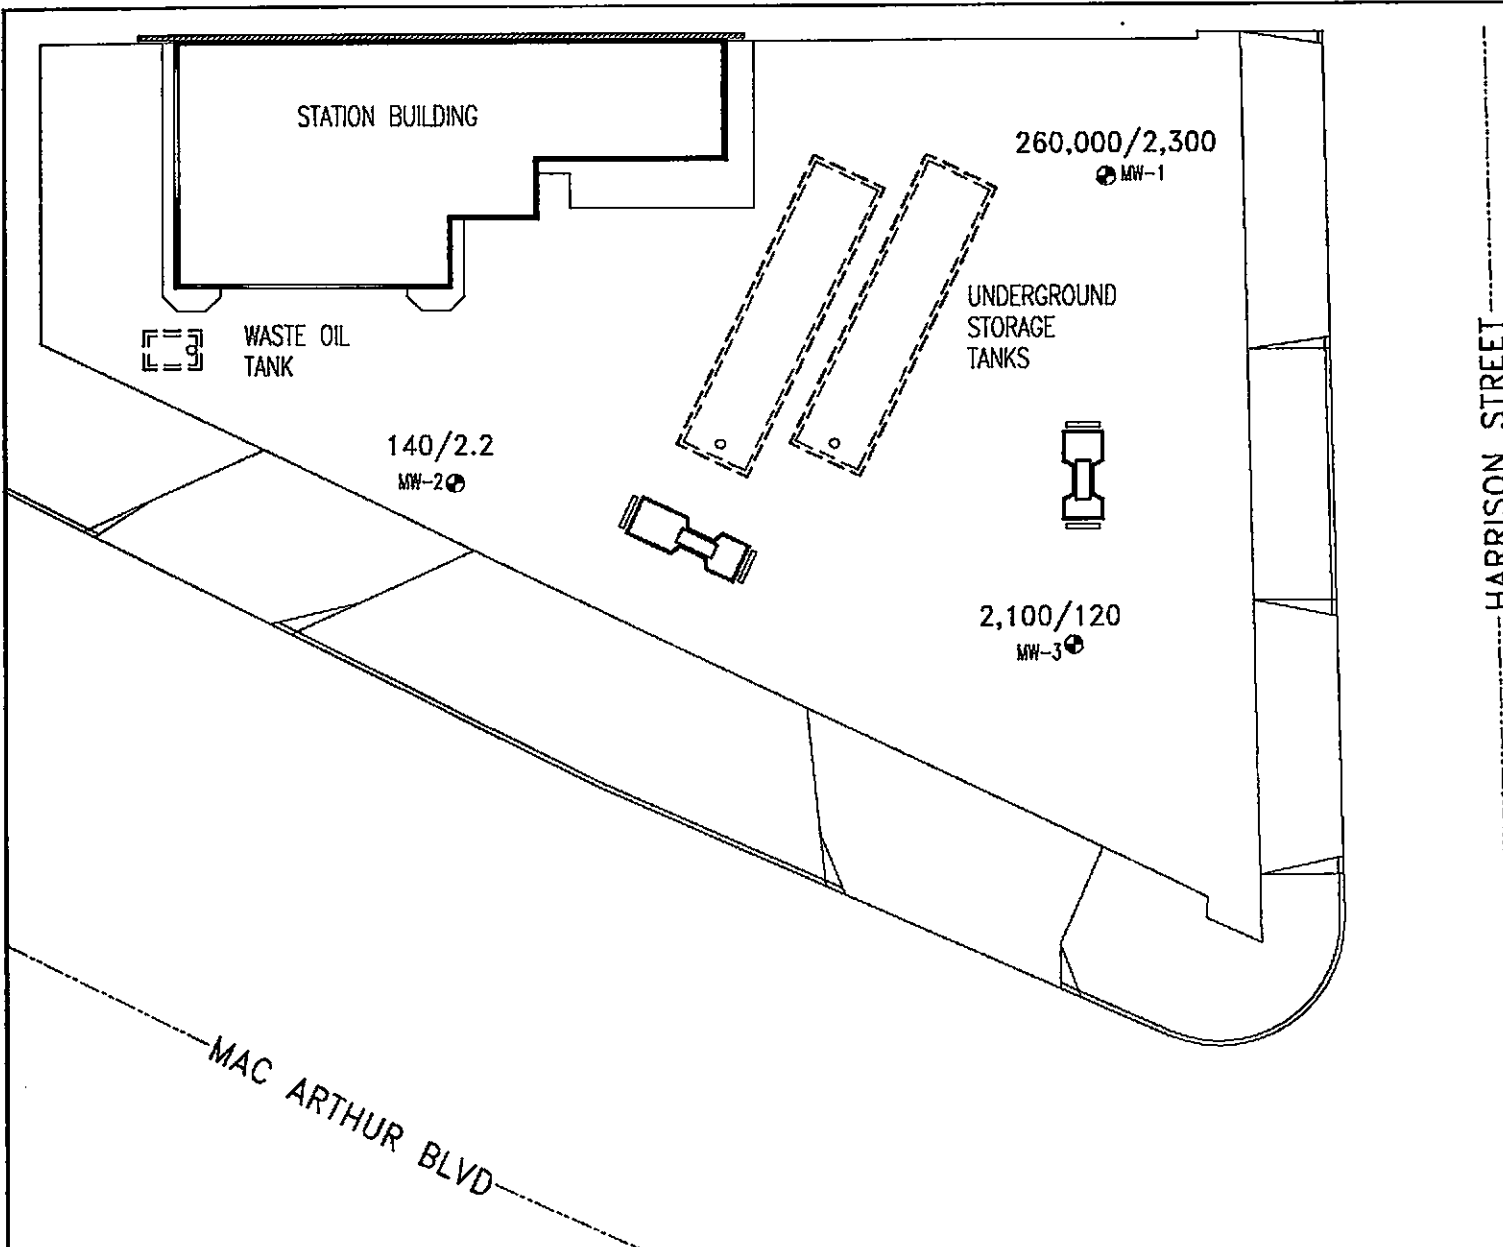 STATION BUILDING
260,000/2,300
MW-1
UNDERGROUND
STORAGE
TANKS
WASTE OIL
TANK
140/2.2
MW-2
2,100/120
MW-3
HARRISON STREET
MAC ARTHUR BLVD